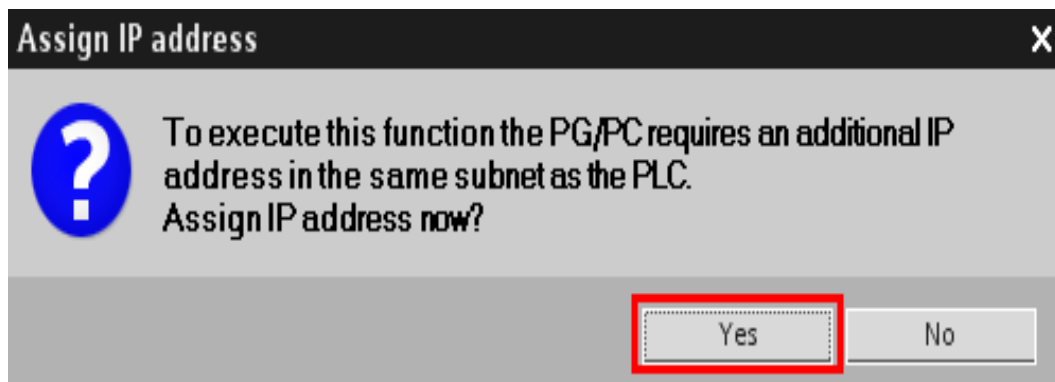 Assign IP address X
?
To execute this function the PG/PC requires an additional IP
address in the same subnet as the PLC.
Assign IP address now?
Yes No